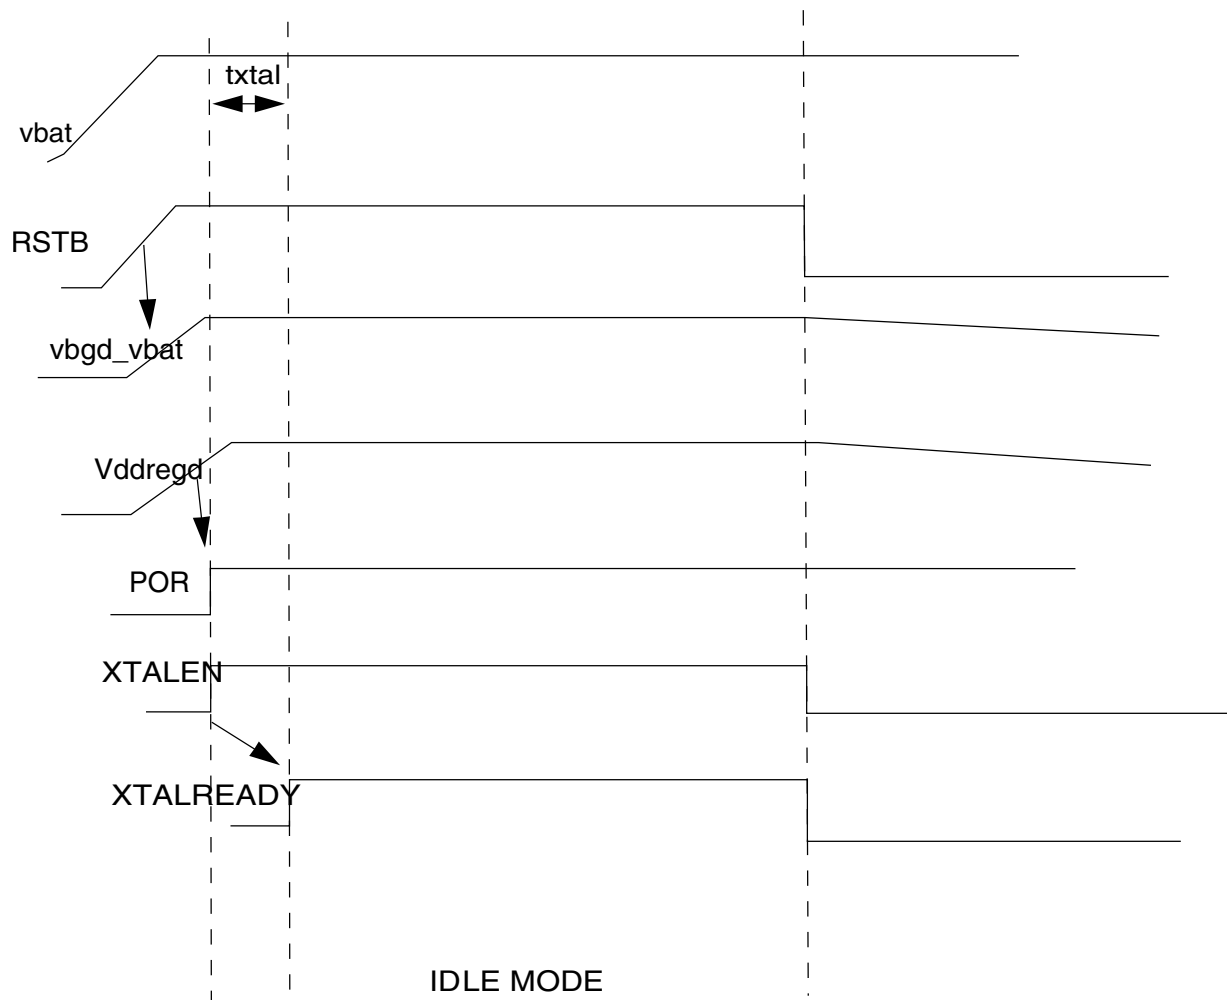 txtal
vbat
RSTB
vbgd_vbat
Vddregd
POR
XTALEN
XTALREADY
IDLE MODE